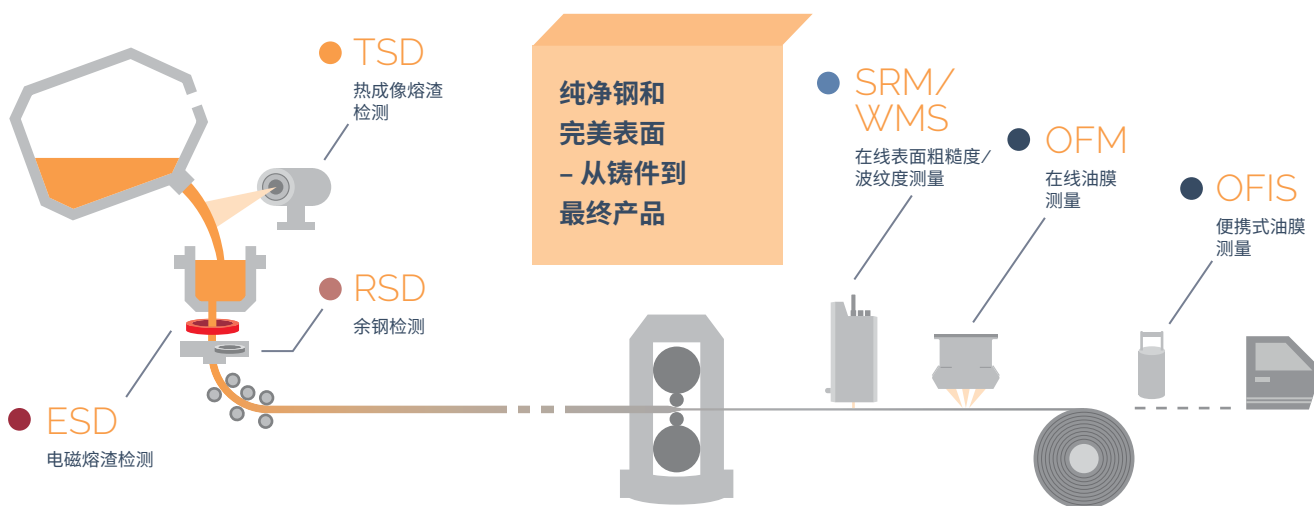 TSD
热成像熔渣
检测
纯净钢和
完美表面
– 从铸件到
最终产品
SRM/
WMS
在线表面粗糙度/
波纹度测量
OFM
在线油膜
测量
OFIS
便携式油膜
测量
RSD
余钢检测
ESD
电磁熔渣检测